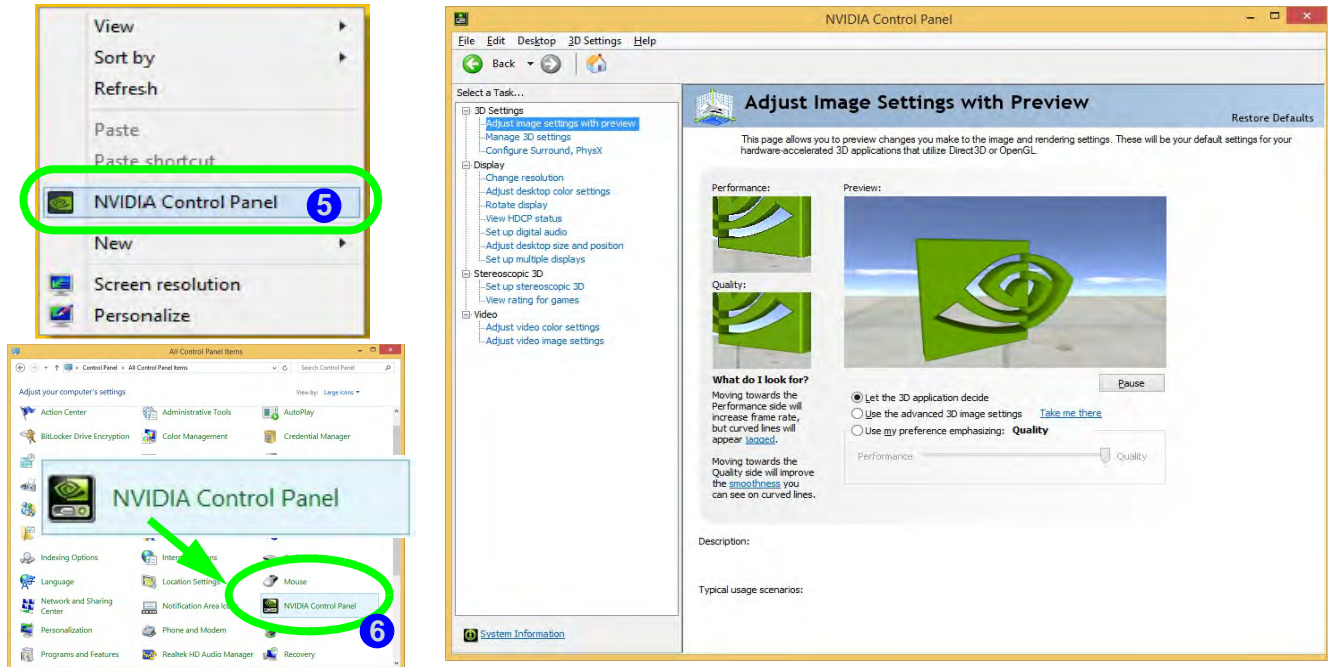 View
Sort by
Refresh
Paste
Paste shortcut
NVIDIA Control Panel
5
New
Screen resolution
Personalize
All Control Panel Items
Control Panel
All Control Panel Items
Search Control Panel
Adjust your computer's settings
View by: Large icons
Action Center
Administrative Tools
AutoPlay
BitLocker Drive Encryption
Color Management
Credential Manager
NVIDIA Control Panel
Indexing Options
Language
Location Settings
Mouse
Network and Sharing
Center
Notification Area
NVIDIA Control Panel
6
Personalization
Phone and Modem
Programs and Features
Realtek HD Audio Manager
Recovery
NVIDIA Control Panel
File Edit Desktop 3D Settings Help
Back
Select a Task...
3D Settings
Adjust image settings with preview
Manage 3D settings
Configure Surround, PhysX
Display
Change resolution
Adjust desktop color settings
Rotate display
View HDCP status
Set up digital audio
Adjust desktop size and position
Set up multiple displays
Stereoscopic 3D
Set up stereoscopic 3D
View rating for games
Video
Adjust video color settings
Adjust video image settings
System Information
Adjust Image Settings with Preview
Restore Defaults
This page allows you to preview changes you make to the image and rendering settings. These will be your default settings for your
hardware-accelerated 3D applications that utilize Direct3D or OpenGL.
Performance:
Preview:
Quality:
What do I look for?
Moving towards the
Performance side will
increase frame rate,
but curved lines will
appear jagged.
Moving towards the
Quality side will improve
the smoothness you
can see on curved lines.
Pause
Let the 3D application decide
Use the advanced 3D image settings Take me there
Use my preference emphasizing: Quality
Performance
Quality
Description:
Typical usage scenarios: